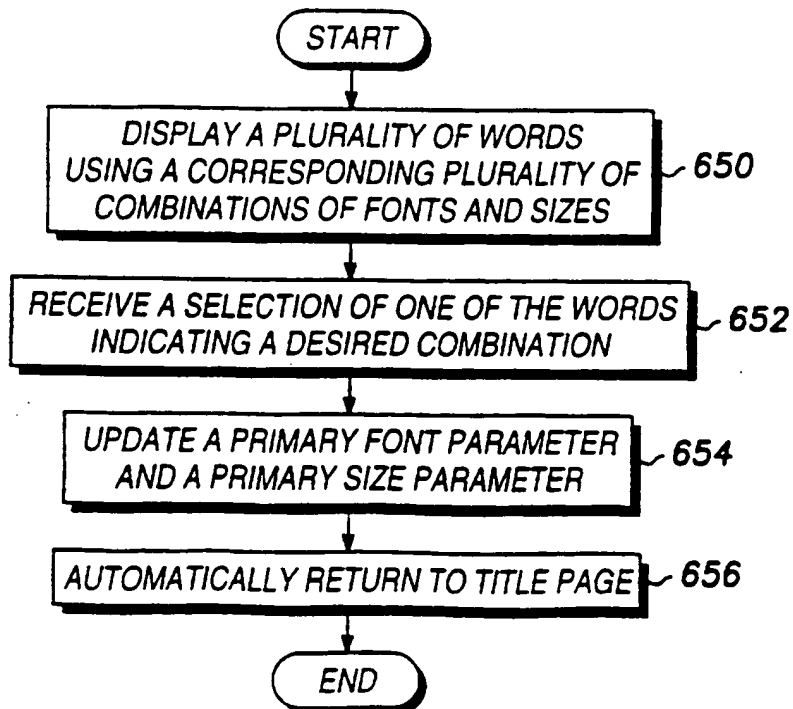 START
DISPLAY A PLURALITY OF WORDS
USING A CORRESPONDING PLURALITY OF
COMBINATIONS OF FONTS AND SIZES
650
RECEIVE A SELECTION OF ONE OF THE WORDS
INDICATING A DESIRED COMBINATION
652
UPDATE A PRIMARY FONT PARAMETER
AND A PRIMARY SIZE PARAMETER
654
AUTOMATICALLY RETURN TO TITLE PAGE
656
END